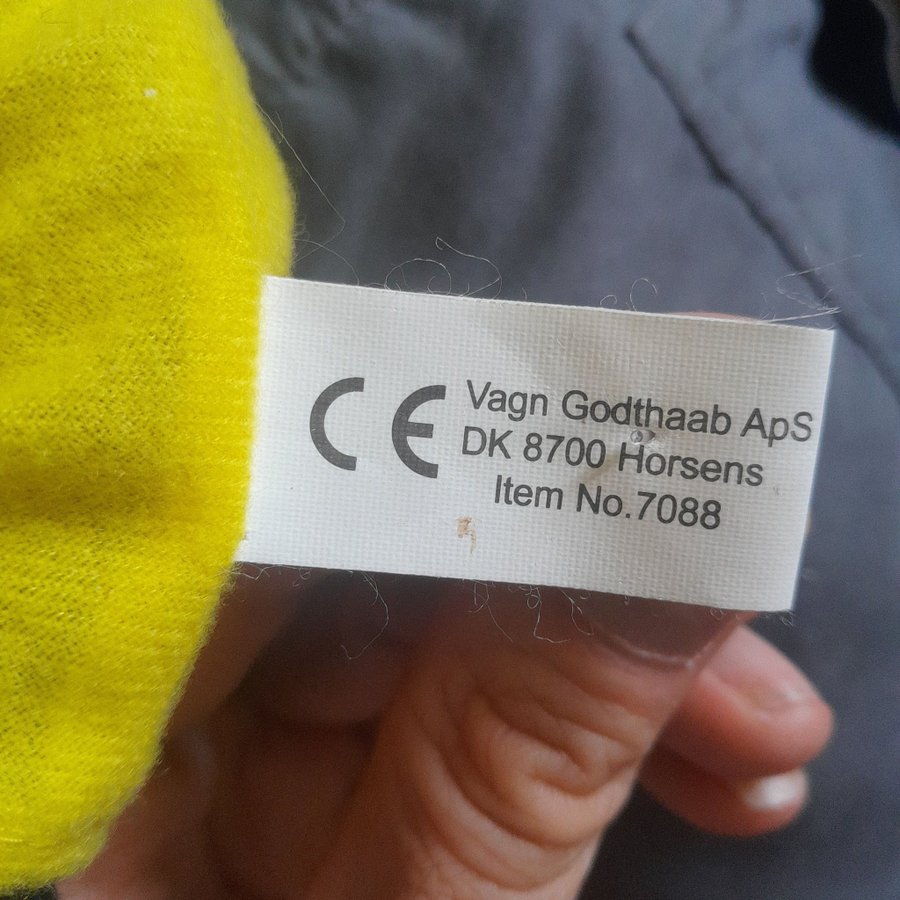 CE
Vagn Godthaab ApS
DK 8700 Horsens
Item No.7088